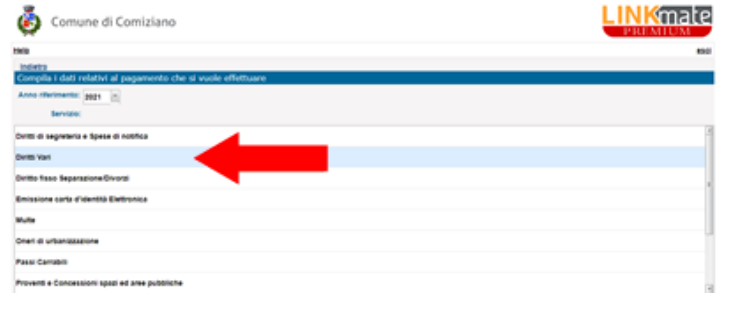 Comune di Comiziano
LINKmate
PREMIUM
Help
esci
Indietro
Compila i dati relativi al pagamento che si vuole effettuare
Anno riferimento: 2021
Servizio:
Diritti di segreteria e Spese di notifica
Diritti Vari
Diritto fisso Separazione/Divorzi
Emissione carta d'identità Elettronica
Multe
Oneri di urbanizzazione
Passi Carrabili
Proventi e Concessioni spazi ed aree pubbliche